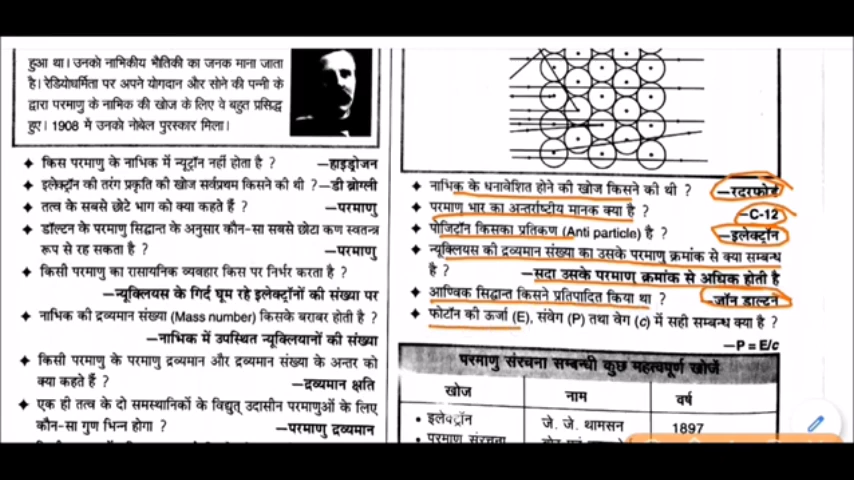 हुआ था। उनको नाभिकीय भौतिकी का जनक माना जाता
है। रेडियोधर्मिता पर अपने योगदान और सोने की पन्नी के
द्वारा परमाणु के नाभिक की खोज के लिए वे बहुत प्रसिद्ध
हुए। 1908 में उनको नोबेल पुरस्कार मिला।
✦ किस परमाणु के नाभिक में न्यूट्रॉन नहीं होता है ? —हाइड्रोजन
✦ इलेक्ट्रॉन की तरंग प्रकृति की खोज सर्वप्रथम किसने की थी ?—डी ब्रोग्ली
✦ तत्व के सबसे छोटे भाग को क्या कहते हैं ? —परमाणु
✦ डॉल्टन के परमाणु सिद्धान्त के अनुसार कौन-सा सबसे छोटा कण स्वतन्त्र
रूप से रह सकता है ? —परमाणु
✦ किसी परमाणु का रासायनिक व्यवहार किस पर निर्भर करता है ?
—न्यूक्लियस के गिर्द घूम रहे इलेक्ट्रॉनों की संख्या पर
✦ नाभिक की द्रव्यमान संख्या (Mass number) किसके बराबर होती है ?
—नाभिक में उपस्थित न्यूक्लियानों की संख्या
✦ किसी परमाणु के परमाणु द्रव्यमान और द्रव्यमान संख्या के अन्तर को
क्या कहते हैं ? —द्रव्यमान क्षति
✦ एक ही तत्व के दो समस्थानिकों के विद्युत् उदासीन परमाणुओं के लिए
कौन-सा गुण भिन्न होगा ? —परमाणु द्रव्यमान
✦ नाभिक के धनावेशित होने की खोज किसने की थी ? —रदरफोर्ड
✦ परमाणु भार का अन्तर्राष्ट्रीय मानक क्या है ? —C-12
✦ पोजिट्रॉन किसका प्रतिकण (Anti particle) है ? —इलेक्ट्रॉन
✦ न्यूक्लियस की द्रव्यमान संख्या का उसके परमाणु क्रमांक से क्या सम्बन्ध
है ? —सदा उसके परमाणु क्रमांक से अधिक होती है
✦ आण्विक सिद्धान्त किसने प्रतिपादित किया था ? —जॉन डाल्टन
✦ फोटॉन की ऊर्जा (E), संवेग (P) तथा वेग (c) में सही सम्बन्ध क्या है ?
—P = E/c
परमाणु संरचना सम्बन्धी कुछ महत्वपूर्ण खोजें
खोज नाम वर्ष
• इलेक्ट्रॉन जे. जे. थामसन 1897
• परमाणु संरचना